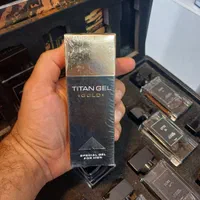 TITAN GEL
GOLD
SPECIAL GEL
FOR MEN